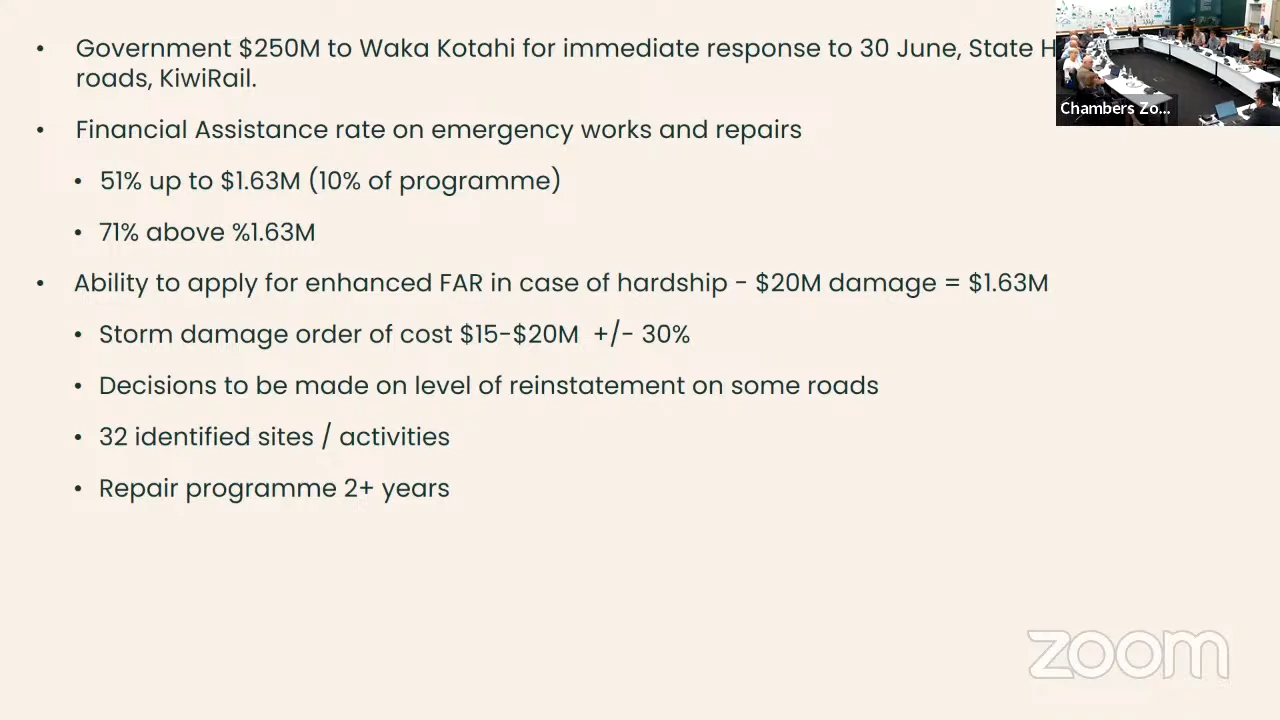 • Government $250M to Waka Kotahi for immediate response to 30 June, State H
roads, KiwiRail.
Chambers Zo...
• Financial Assistance rate on emergency works and repairs
• 51% up to $1.63M (10% of programme)
• 71% above %1.63M
• Ability to apply for enhanced FAR in case of hardship - $20M damage = $1.63M
• Storm damage order of cost $15-$20M +/- 30%
• Decisions to be made on level of reinstatement on some roads
• 32 identified sites / activities
• Repair programme 2+ years
zoom